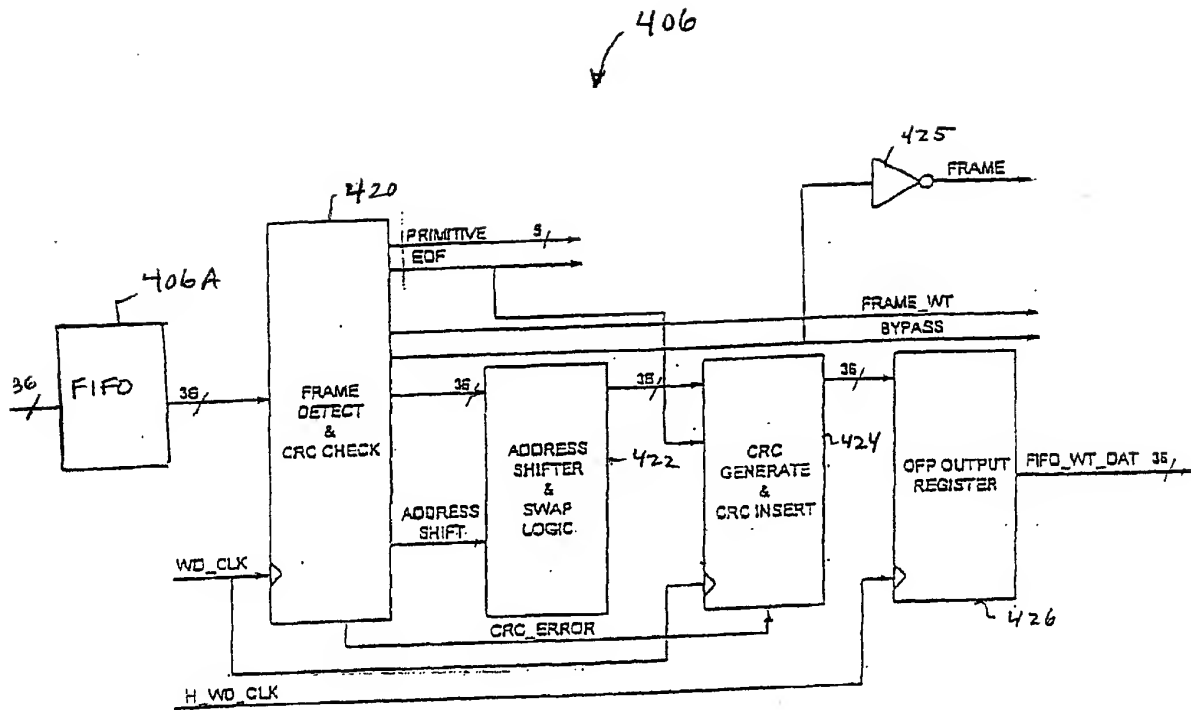 406
425
FRAME
420
PRIMITIVE 5
EOF
406A
FRAME_WT
BYPASS
36
FIFO
36
FRAME
DETECT
&
CRC CHECK
36
ADDRESS
SHIFTER
&
SWAP
LOGIC
422
36
CRC
GENERATE
&
CRC INSERT
424
36
OFP OUTPUT
REGISTER
FIFO_WT_DAT 36
ADDRESS
SHIFT
WD_CLK
CRC_ERROR
426
H_WD_CLK